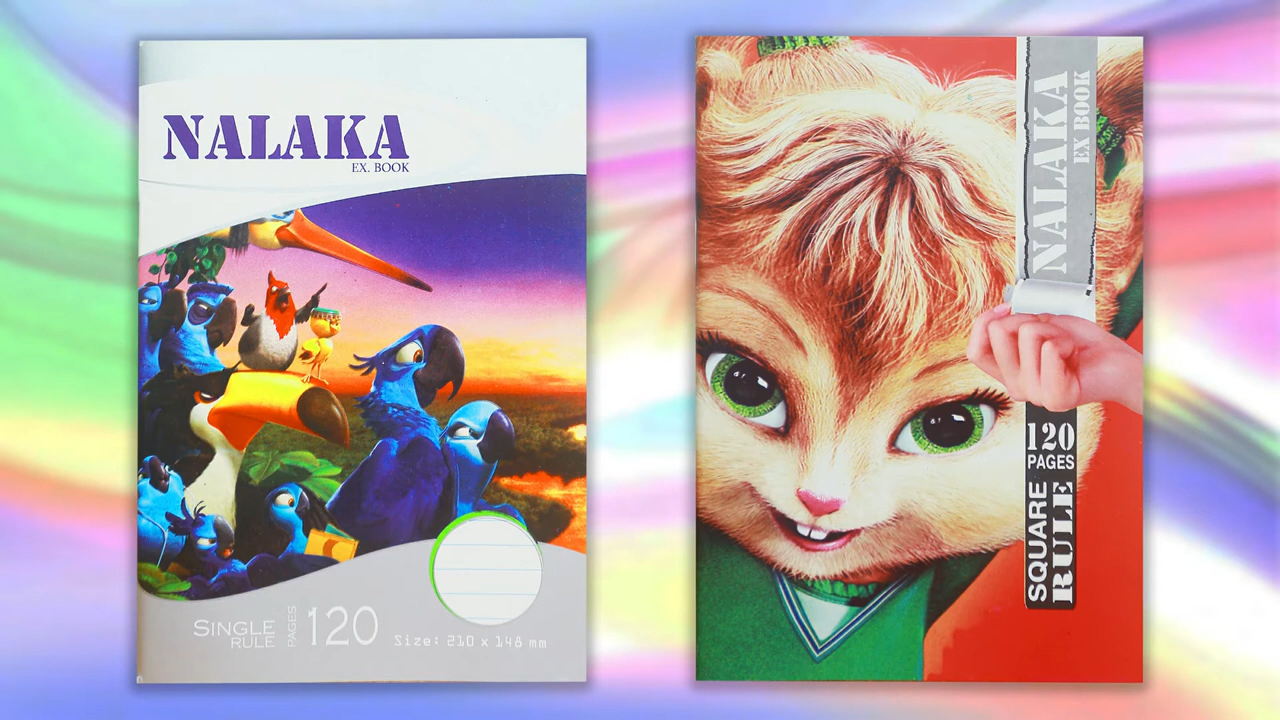 NALAKA
EX. BOOK
SINGLE
RULE
PAGES
120
Size: 210 x 148 mm
NALAKA
EX BOOK
120
PAGES
SQUARE
RULE